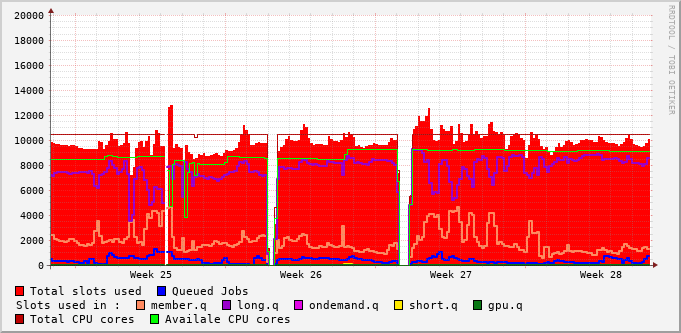 20000
18000
16000
14000
12000
10000
8000
6000
4000
2000
0
Week 25 Week 26 Week 27 Week 28
RRDTOOL / TOBI OETIKER
Total slots used Queued Jobs
Slots used in : member.q long.q ondemand.q short.q gpu.q
Total CPU cores Availale CPU cores